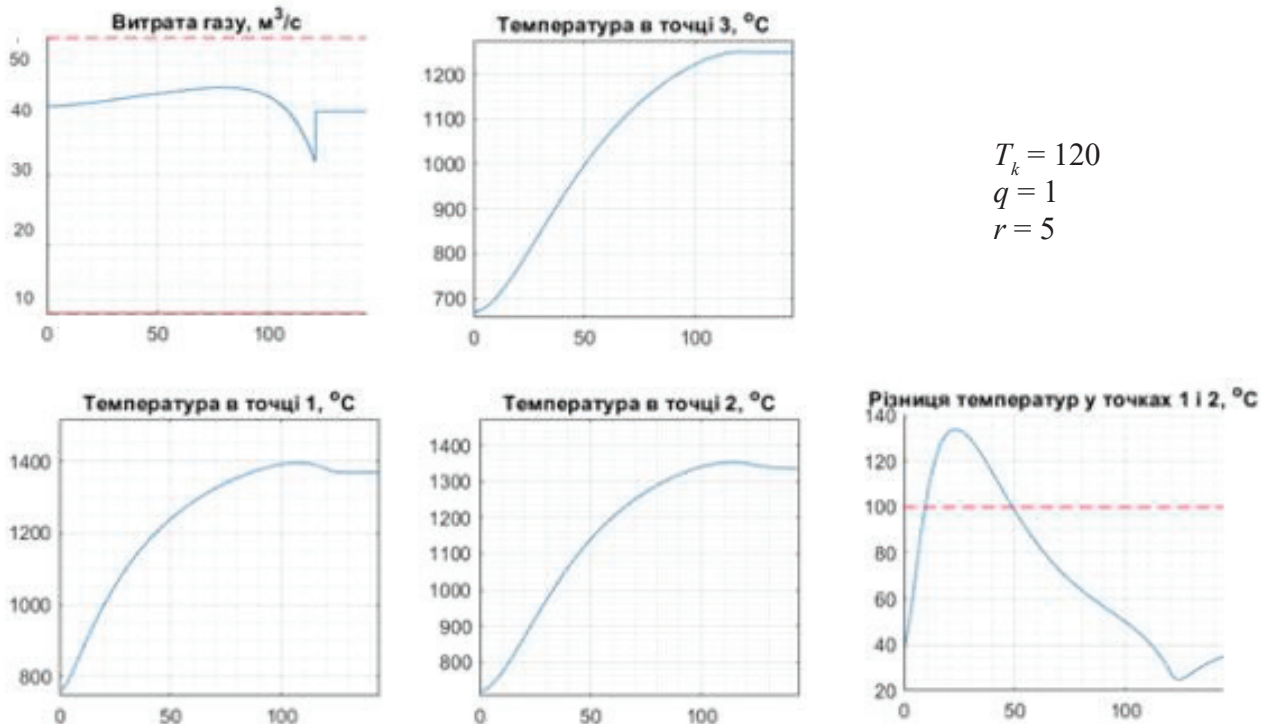 Витрата газу, м³/с
50
40
30
20
10
0 50 100
Температура в точці 3, °C
1200
1100
1000
900
800
700
0 50 100
T_k = 120
q = 1
r = 5
Температура в точці 1, °C
1400
1200
1000
800
0 50 100
Температура в точці 2, °C
1400
1300
1200
1100
1000
900
800
0 50 100
Різниця температур у точках 1 і 2, °C
140
120
100
80
60
40
20
0 50 100